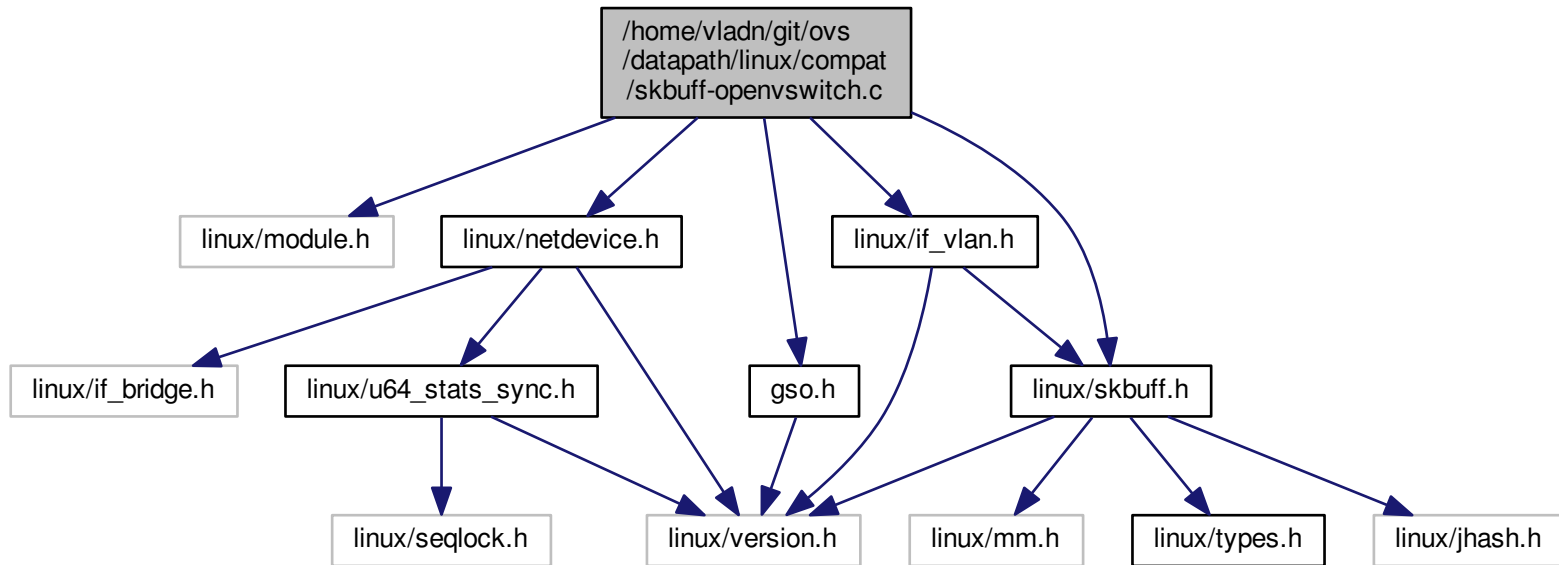 /home/vladn/git/ovs
/datapath/linux/compat
/skbuff-openvswitch.c
linux/module.h
linux/netdevice.h
linux/if_vlan.h
linux/if_bridge.h
linux/u64_stats_sync.h
gso.h
linux/skbuff.h
linux/seqlock.h
linux/version.h
linux/mm.h
linux/types.h
linux/jhash.h